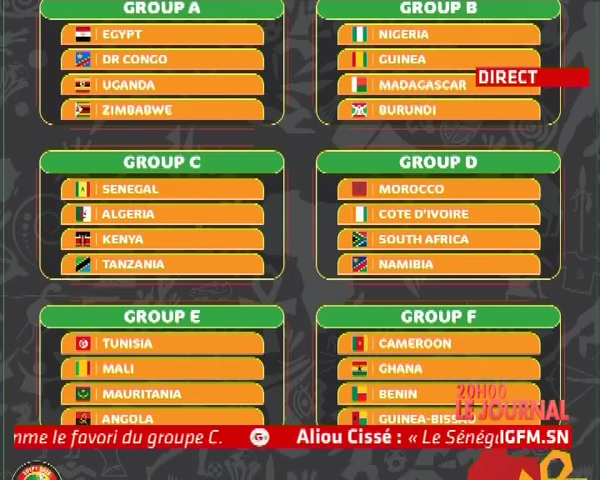 GROUP A
EGYPT
DR CONGO
UGANDA
ZIMBABWE
GROUP B
NIGERIA
GUINEA
MADAGASCAR
BURUNDI
DIRECT
GROUP C
SENEGAL
ALGERIA
KENYA
TANZANIA
GROUP D
MOROCCO
COTE D'IVOIRE
SOUTH AFRICA
NAMIBIA
GROUP E
TUNISIA
MALI
MAURITANIA
ANGOLA
GROUP F
CAMEROON
GHANA
BENIN
GUINEA-BISSAU
20H00
LE JOURNAL
le favori du groupe C. Aliou Cissé : « Le IGFM.SN